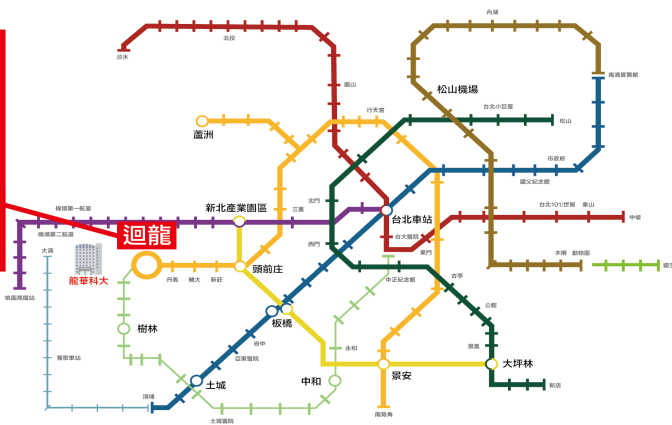 內湖
北投
淡水
南港展覽館
圓山
松山機場
台北小巨蛋
行天宮
松山
蘆洲
市政府
國父紀念館
北門
新北產業園區
三重
台北101/世貿 象山
機場第一航廈
台北車站
中坡
迴龍
機場第二航廈
台大醫院
西門
大湳
東門
木柵 動物園
頭前庄
龍華科大
丹鳳 輔大 新莊
中正紀念館
古亭
桃園高鐵站
公館
板橋
樹林
府中
景美
永和
鶯歌車站
亞東醫院
大坪林
景安
土城
中和
新店
頂埔
南勢角
土城醫院